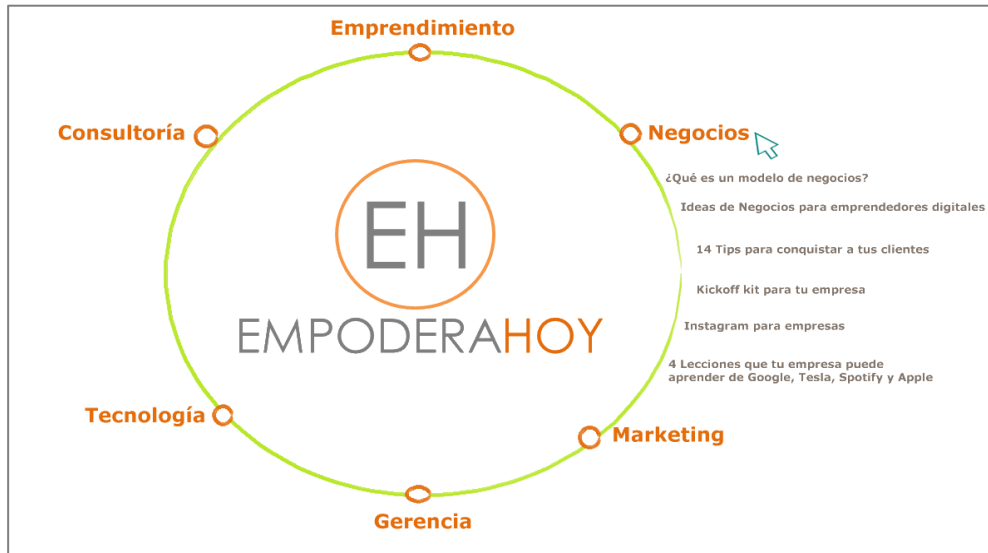 Emprendimiento
Consultoría
Negocios
¿Qué es un modelo de negocios?
Ideas de Negocios para emprendedores digitales
14 Tips para conquistar a tus clientes
Kickoff kit para tu empresa
Instagram para empresas
4 Lecciones que tu empresa puede
aprender de Google, Tesla, Spotify y Apple
EH
EMPODERAHOY
Tecnología
Marketing
Gerencia